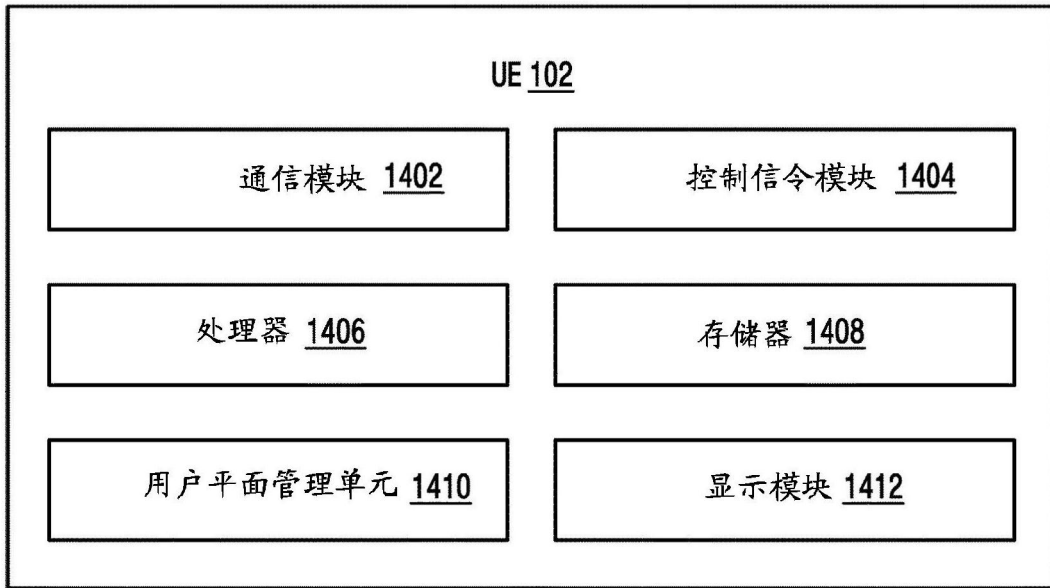 UE 102
通信模块 1402
控制信令模块 1404
处理器 1406
存储器 1408
用户平面管理单元 1410
显示模块 1412